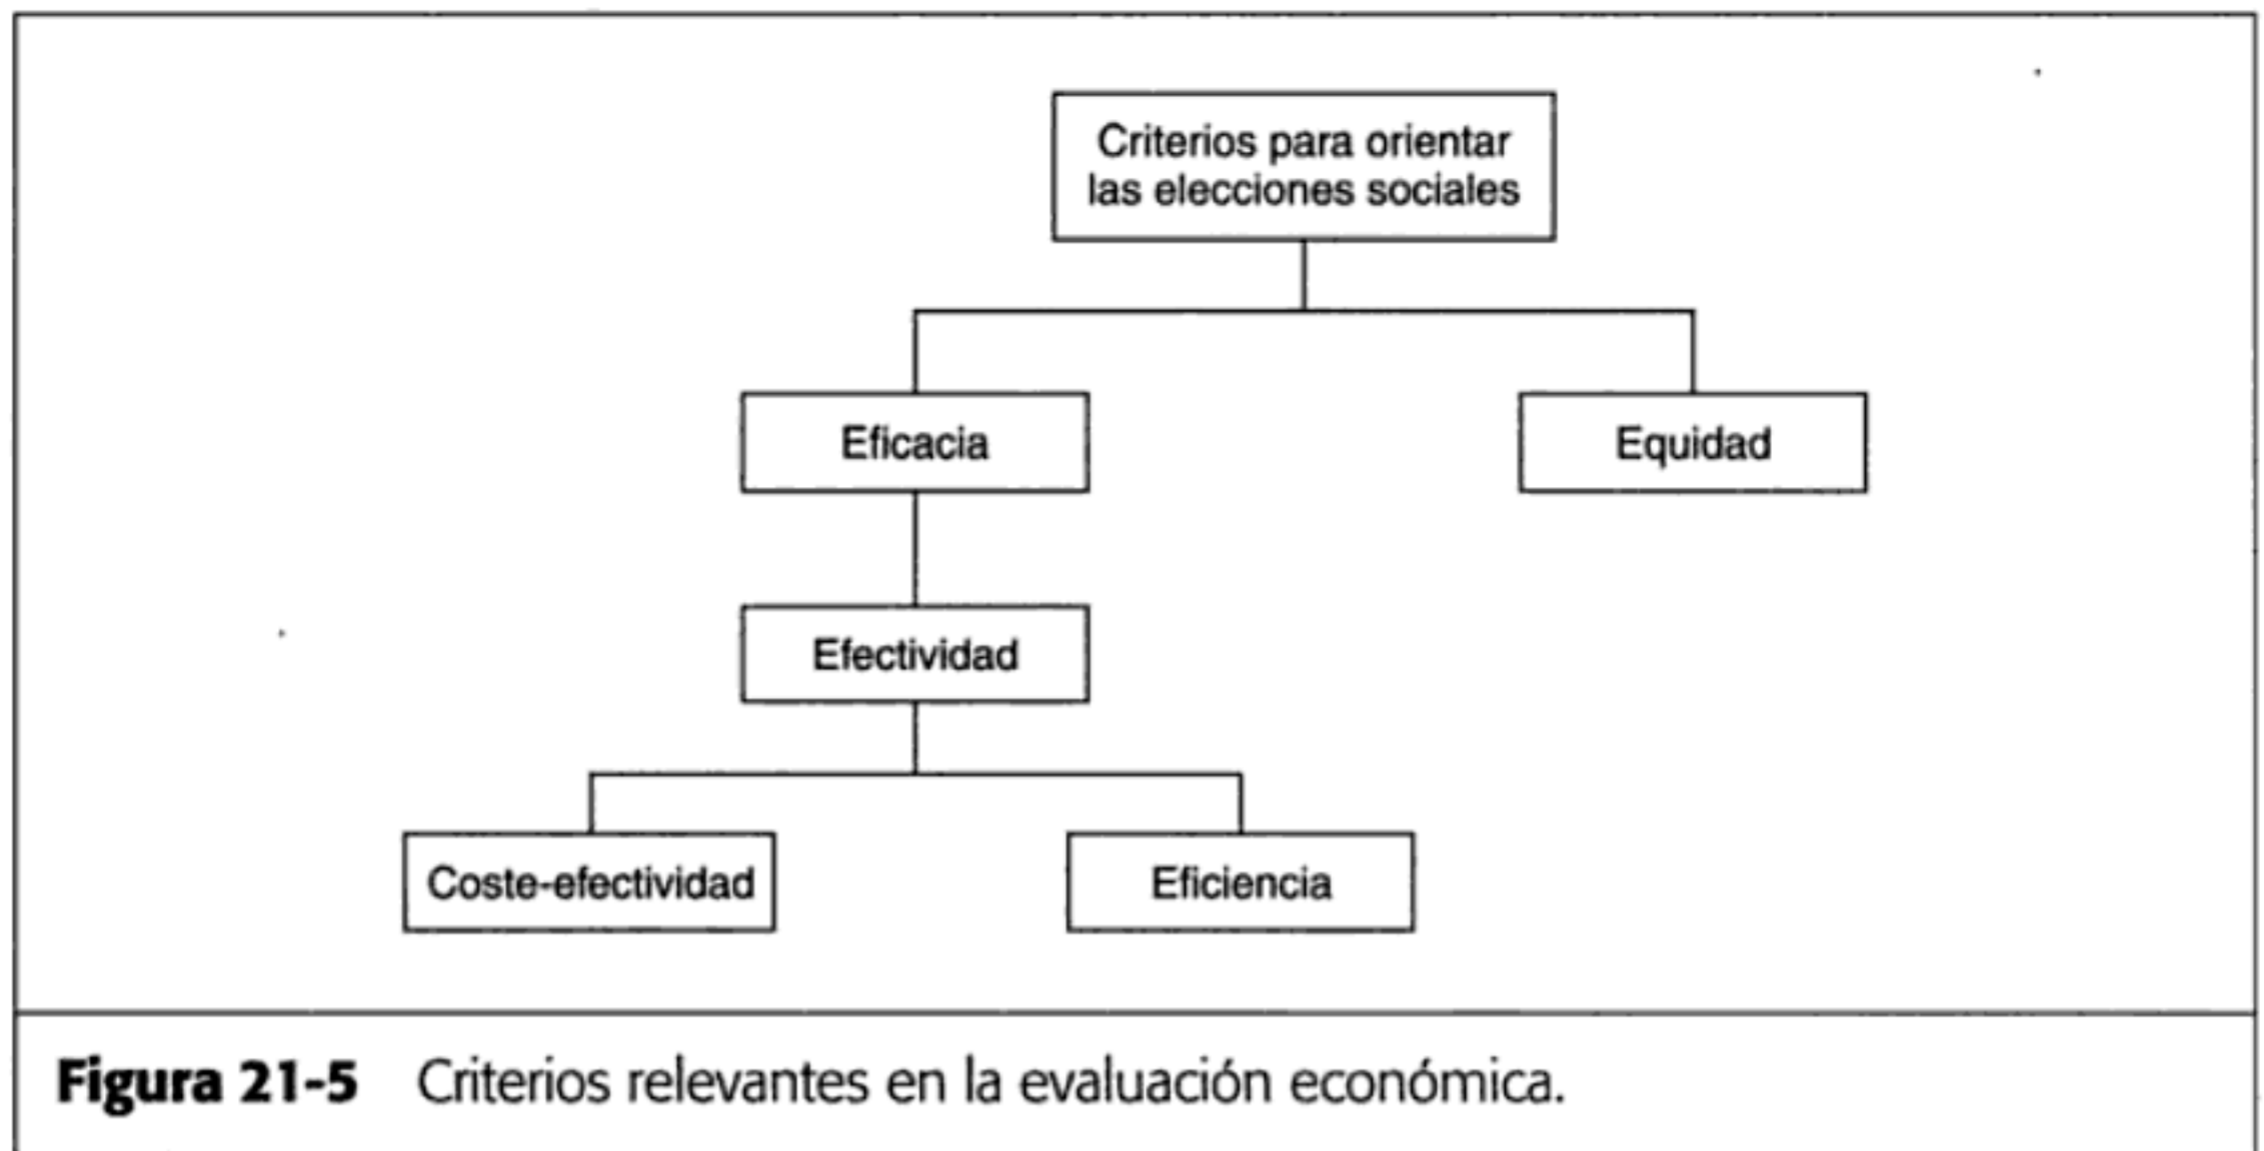 Criterios para orientar
las elecciones sociales
Eficacia
Equidad
Efectividad
Coste-efectividad
Eficiencia
Figura 21-5 Criterios relevantes en la evaluación económica.